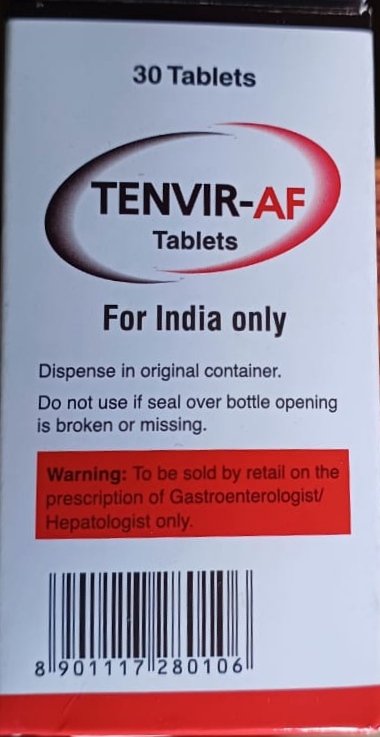 30 Tablets
TENVIR-AF
Tablets
For India only
Dispense in original container.
Do not use if seal over bottle opening
is broken or missing.
Warning: To be sold by retail on the
prescription of Gastroenterologist/
Hepatologist only.
8 901117 280106